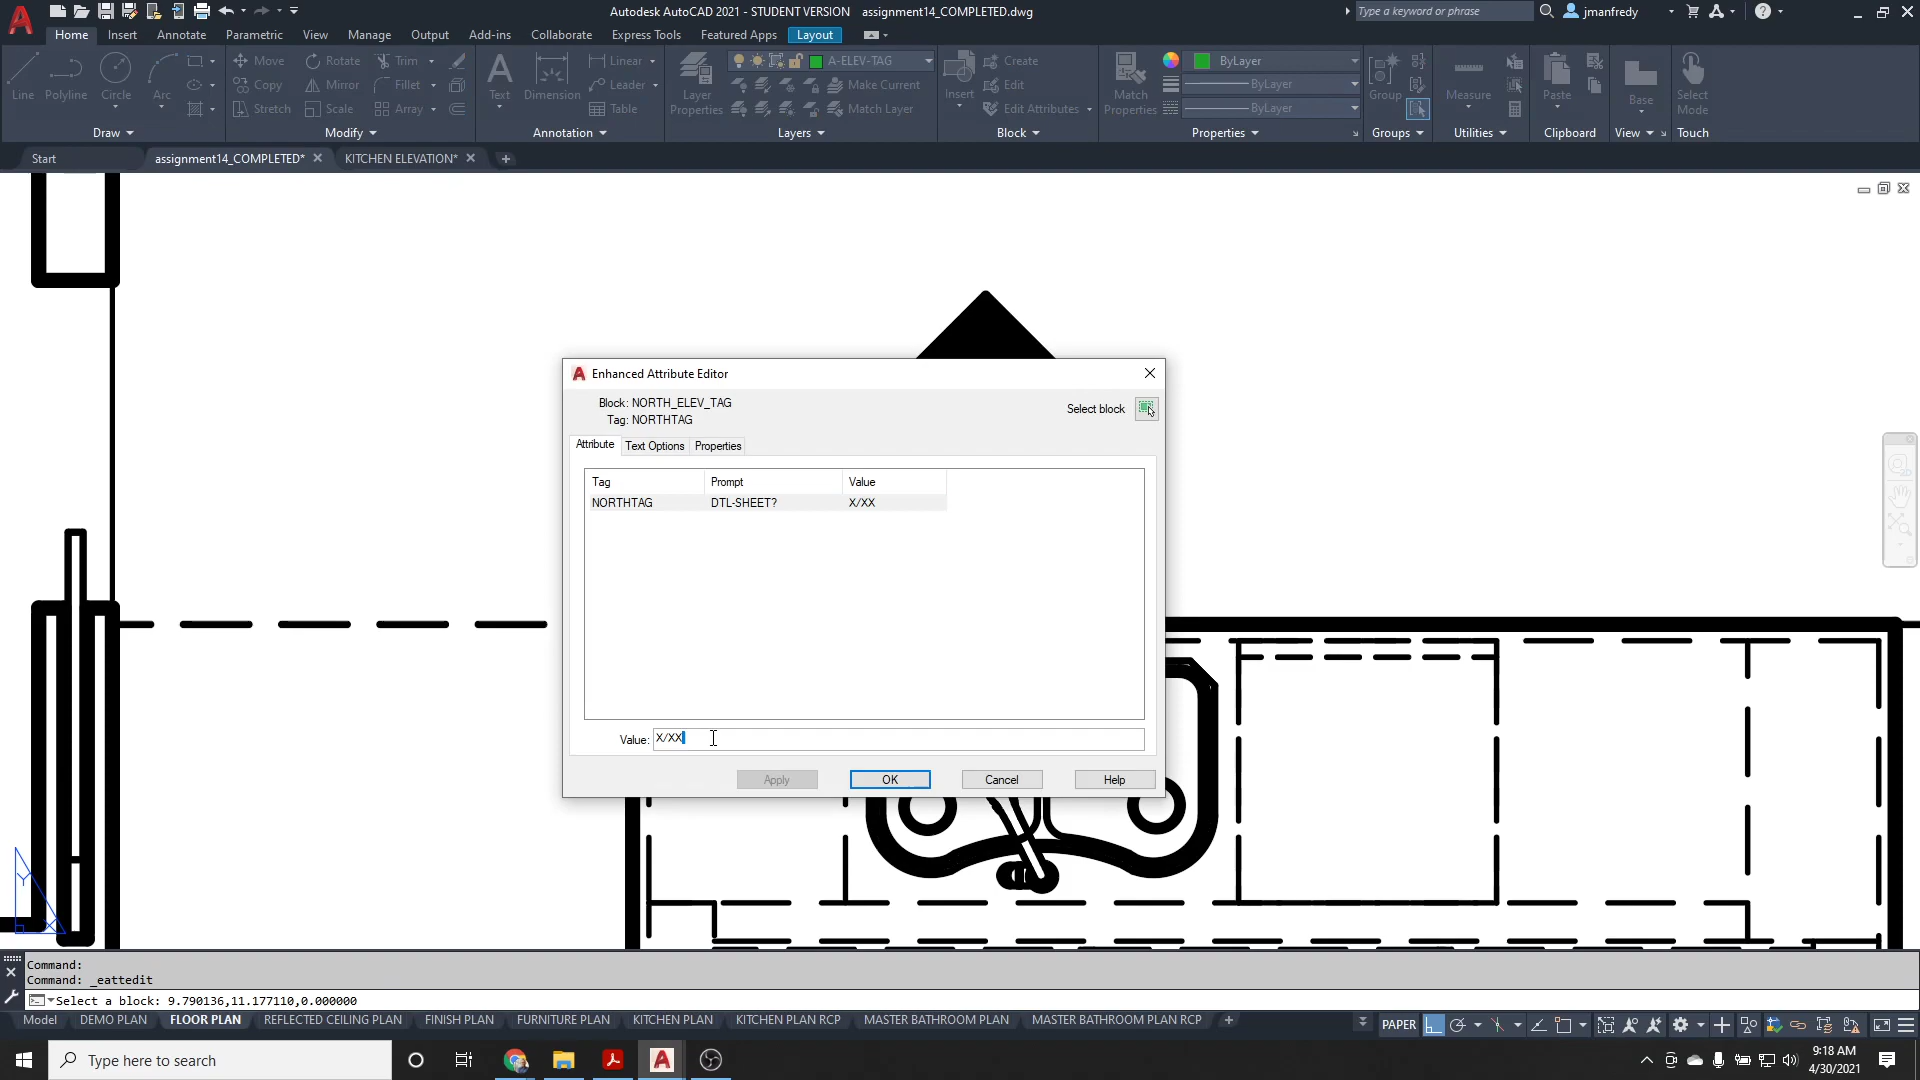 Autodesk AutoCAD 2021 - STUDENT VERSION assignment14_COMPLETED.dwg
Type a keyword or phrase
jmanfredy
Home Insert Annotate Parametric View Manage Output Add-ins Collaborate Express Tools Featured Apps Layout
Line Polyline Circle Arc
Move Rotate Trim
Copy Mirror Fillet
Stretch Scale Array
Text Dimension
Linear
Leader
Table
Layer Properties
A-ELEV-TAG
Make Current
Match Layer
Insert
Create
Edit
Edit Attributes
Match Properties
ByLayer
ByLayer
ByLayer
Group
Measure
Paste
Base
Select Mode
Draw Modify Annotation Layers Block Properties Groups Utilities Clipboard View Touch
Start assignment14_COMPLETED* KITCHEN ELEVATION*
Enhanced Attribute Editor
Block: NORTH_ELEV_TAG
Tag: NORTHTAG
Select block
Attribute Text Options Properties
Tag Prompt Value
NORTHTAG DTL-SHEET? X/XX
Value: X/XX
Apply OK Cancel Help
Y
X
Command:
Command: _eattedit
Select a block: 9.790136,11.177110,0.000000
Model DEMO PLAN FLOOR PLAN REFLECTED CEILING PLAN FINISH PLAN FURNITURE PLAN KITCHEN PLAN KITCHEN PLAN RCP MASTER BATHROOM PLAN MASTER BATHROOM PLAN RCP
PAPER
Type here to search
9:18 AM
4/30/2021